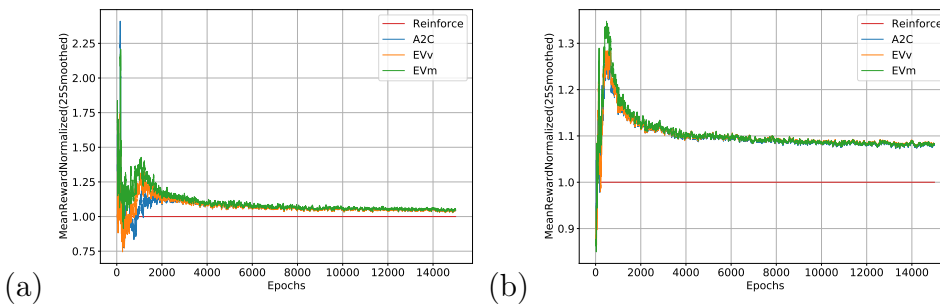 (a)
MeanRewardNormalized(25Smoothed)
2.25
2.00
1.75
1.50
1.25
1.00
0.75
0 2000 4000 6000 8000 10000 12000 14000
Epochs
Reinforce
A2C
EVv
EVm
(b)
MeanRewardNormalized(25Smoothed)
1.3
1.2
1.1
1.0
0.9
0 2000 4000 6000 8000 10000 12000 14000
Epochs
Reinforce
A2C
EVv
EVm